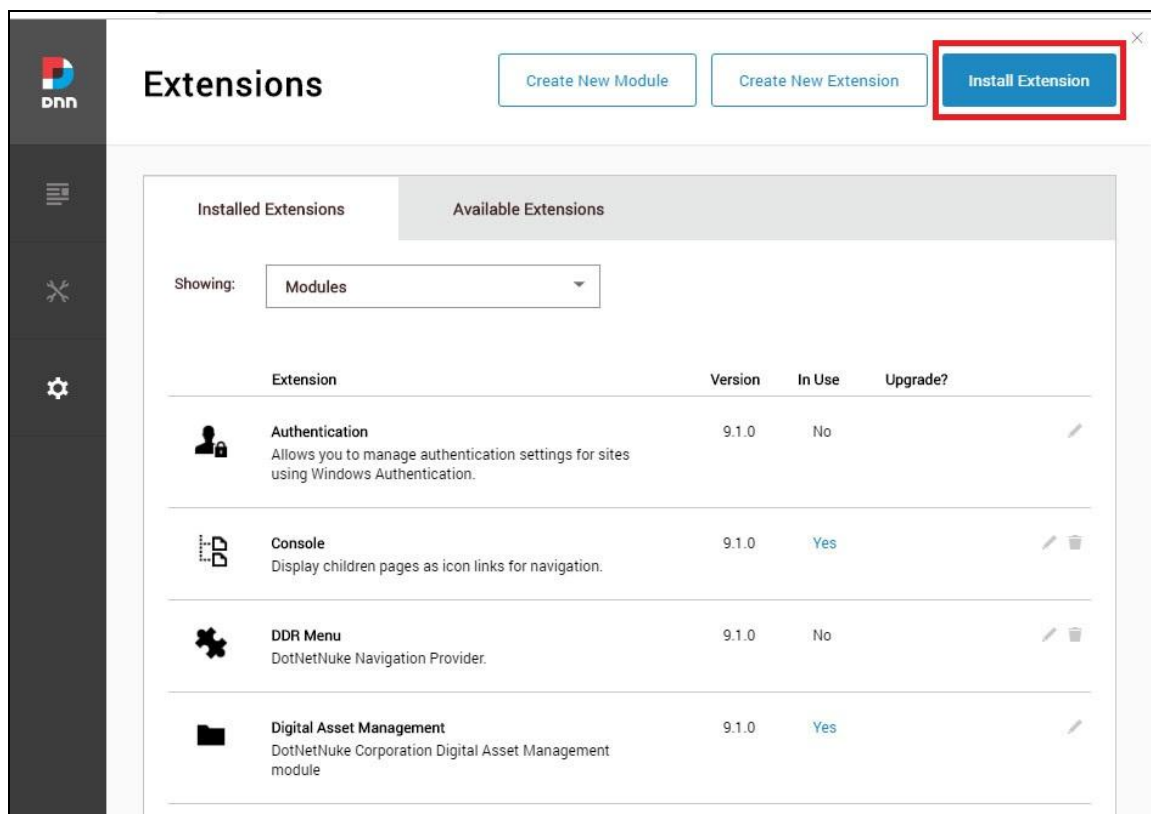 DNN
Extensions
Create New Module
Create New Extension
Install Extension
Installed Extensions
Available Extensions
Showing:
Modules
Extension
Version
In Use
Upgrade?
Authentication
9.1.0
No
Allows you to manage authentication settings for sites
using Windows Authentication.
Console
9.1.0
Yes
Display children pages as icon links for navigation.
DDR Menu
9.1.0
No
DotNetNuke Navigation Provider.
Digital Asset Management
9.1.0
Yes
DotNetNuke Corporation Digital Asset Management
module